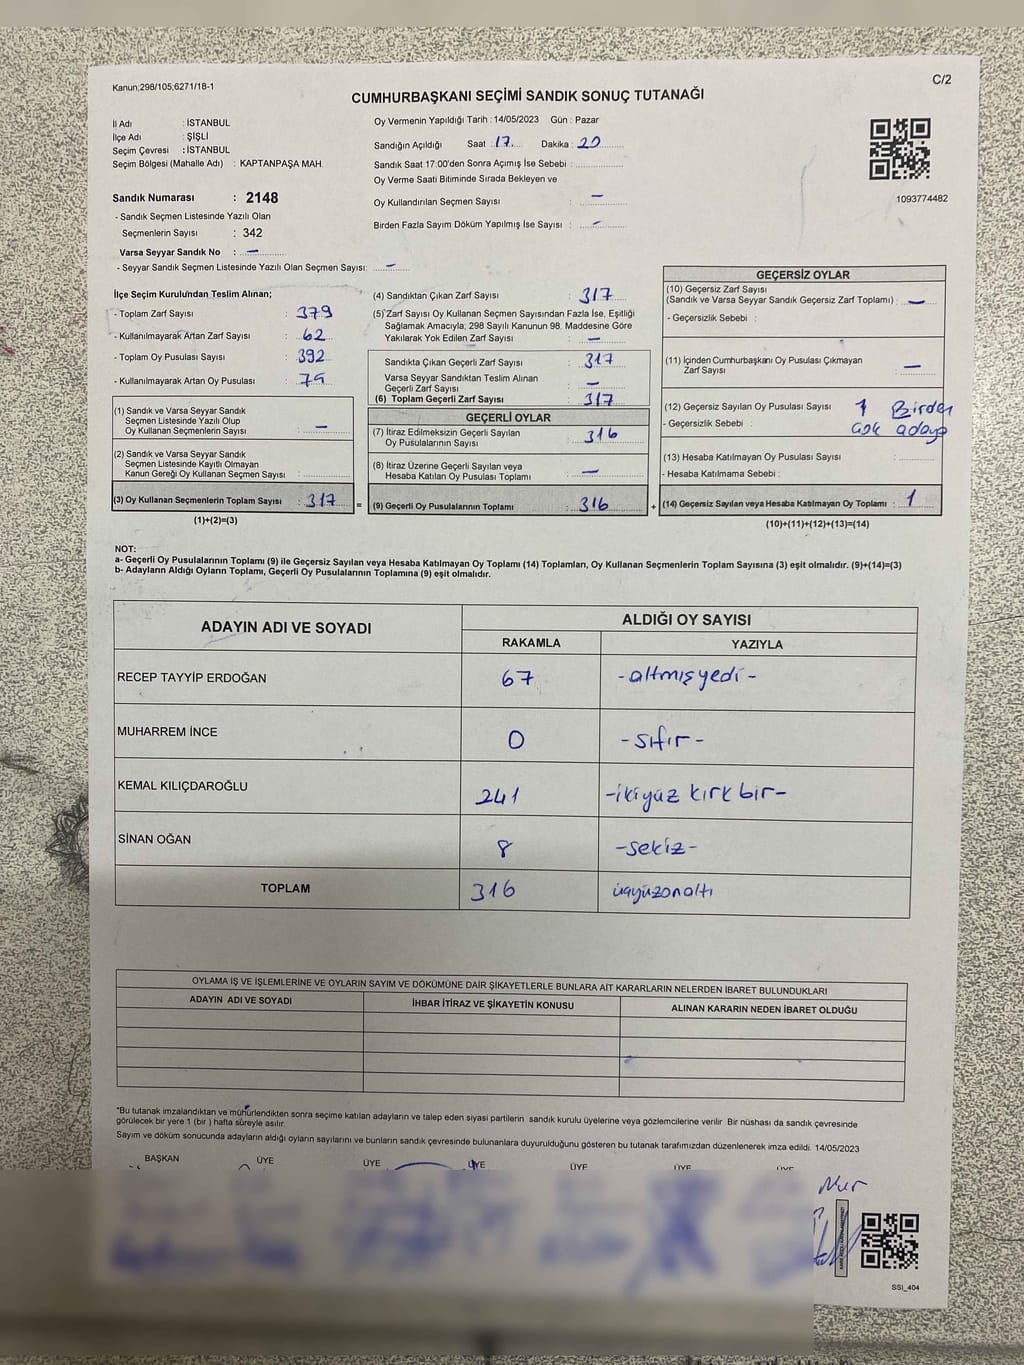 Kanun;298/105;6271/18-1
C/2
CUMHURBAŞKANI SEÇİMİ SANDIK SONUÇ TUTANAĞI
İl Adı : İSTANBUL
İlçe Adı : ŞİŞLİ
Seçim Çevresi : İSTANBUL
Seçim Bölgesi (Mahalle Adı) : KAPTANPAŞA MAH.
Sandık Numarası : 2148
- Sandık Seçmen Listesinde Yazılı Olan
Seçmenlerin Sayısı : 342
Varsa Seyyar Sandık No : —
- Seyyar Sandık Seçmen Listesinde Yazılı Olan Seçmen Sayısı: —
Oy Vermenin Yapıldığı Tarih : 14/05/2023 Gün : Pazar
Sandığın Açıldığı Saat : 17 Dakika : 20
Sandık Saat 17:00'den Sonra Açımış İse Sebebi :
Oy Verme Saati Bitiminde Sırada Bekleyen ve
Oy Kullandırılan Seçmen Sayısı : —
Birden Fazla Sayım Döküm Yapılmış İse Sayısı : —
1093774482
İlçe Seçim Kurulundan Teslim Alınan;
- Toplam Zarf Sayısı : 379
- Kullanılmayarak Artan Zarf Sayısı : 62
- Toplam Oy Pusulası Sayısı : 392
- Kullanılmayarak Artan Oy Pusulası : 75
(1) Sandık ve Varsa Seyyar Sandık
Seçmen Listesinde Yazılı Olup
Oy Kullanan Seçmenlerin Sayısı : —
(2) Sandık ve Varsa Seyyar Sandık
Seçmen Listesinde Kayıtlı Olmayan
Kanun Gereği Oy Kullanan Seçmen Sayısı :
(3) Oy Kullanan Seçmenlerin Toplam Sayısı : 317 =
(1)+(2)=(3)
(4) Sandıktan Çıkan Zarf Sayısı : 317
(5) Zarf Sayısı Oy Kullanan Seçmen Sayısından Fazla İse, Eşitliği
Sağlamak Amacıyla, 298 Sayılı Kanunun 98. Maddesine Göre
Yakılarak Yok Edilen Zarf Sayısı : —
Sandıkta Çıkan Geçerli Zarf Sayısı : 317
Varsa Seyyar Sandıktan Teslim Alınan
Geçerli Zarf Sayısı : —
(6) Toplam Geçerli Zarf Sayısı : 317
GEÇERLİ OYLAR
(7) İtiraz Edilmeksizin Geçerli Sayılan
Oy Pusulalarının Sayısı : 316
(8) İtiraz Üzerine Geçerli Sayılan veya
Hesaba Katılan Oy Pusulası Toplamı : —
(9) Geçerli Oy Pusulalarının Toplamı : 316 +
GEÇERSİZ OYLAR
(10) Geçersiz Zarf Sayısı
(Sandık ve Varsa Seyyar Sandık Geçersiz Zarf Toplamı) : —
- Geçersizlik Sebebi :
(11) İçinden Cumhurbaşkanı Oy Pusulası Çıkmayan
Zarf Sayısı : —
(12) Geçersiz Sayılan Oy Pusulası Sayısı : 1 Birden
- Geçersizlik Sebebi : çok adaya
(13) Hesaba Katılmayan Oy Pusulası Sayısı :
- Hesaba Katılmama Sebebi :
(14) Geçersiz Sayılan veya Hesaba Katılmayan Oy Toplamı : 1
(10)+(11)+(12)+(13)=(14)
NOT:
a- Geçerli Oy Pusulalarının Toplamı (9) ile Geçersiz Sayılan veya Hesaba Katılmayan Oy Toplamı (14) Toplamları, Oy Kullanan Seçmenlerin Toplam Sayısına (3) eşit olmalıdır. (9)+(14)=(3)
b- Adayların Aldığı Oyların Toplamı, Geçerli Oy Pusulalarının Toplamına (9) eşit olmalıdır.
ADAYIN ADI VE SOYADI
ALDIĞI OY SAYISI
RAKAMLA YAZIYLA
RECEP TAYYİP ERDOĞAN 67 -altmışyedi-
MUHARREM İNCE 0 -sıfır-
KEMAL KILIÇDAROĞLU 241 -ikiyüz kırk bir-
SİNAN OĞAN 8 -sekiz-
TOPLAM 316 üçyüzonaltı
OYLAMA İŞ VE İŞLEMLERİNE VE OYLARIN SAYIM VE DÖKÜMÜNE DAİR ŞİKAYETLERLE BUNLARA AİT KARARLARIN NELERDEN İBARET BULUNDUKLARI
ADAYIN ADI VE SOYADI İHBAR İTİRAZ VE ŞİKAYETİN KONUSU ALINAN KARARIN NEDEN İBARET OLDUĞU
*Bu tutanak imzalandıktan ve mühürlendikten sonra seçime katılan adayların ve talep eden siyasi partilerin sandık kurulu üyelerine veya gözlemcilerine verilir. Bir nüshası da sandık çevresinde
görülecek bir yere 1 (bir) hafta süreyle asılır.
Sayım ve döküm sonucunda adayların aldığı oyların sayılarını ve bunların sandık çevresinde bulunanlara duyurulduğunu gösteren bu tutanak tarafımızdan düzenlenerek imza edildi. 14/05/2023
BAŞKAN ÜYE ÜYE ÜYE ÜYE ÜYE ÜYE
Nur
SSI_404